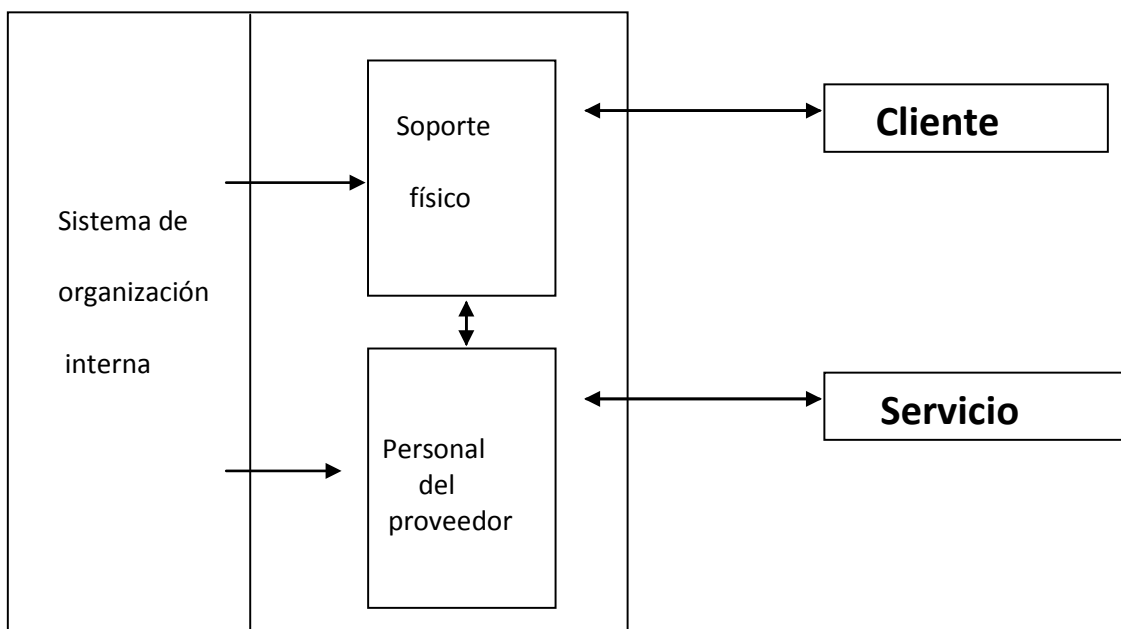 Sistema de
organización
interna
Soporte
físico
Personal
del
proveedor
Cliente
Servicio